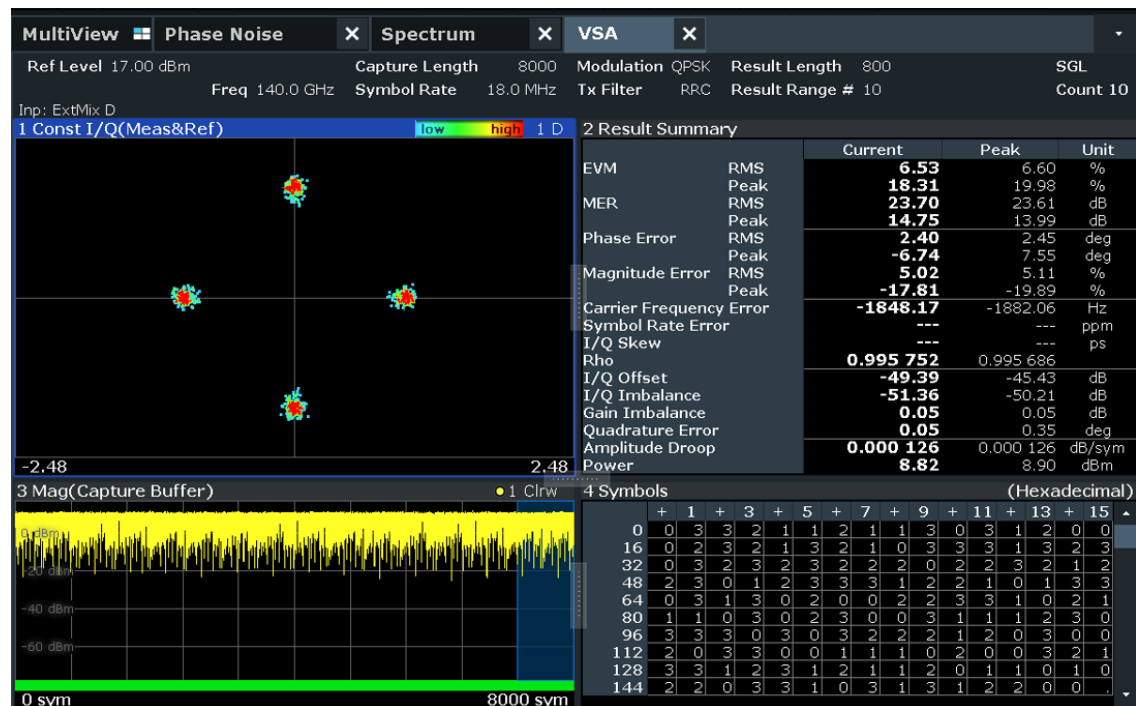 MultiView Phase Noise × Spectrum × VSA ×
Ref Level 17.00 dBm Capture Length 8000 Modulation QPSK Result Length 800 SGL
Freq 140.0 GHz Symbol Rate 18.0 MHz Tx Filter RRC Result Range # 10 Count 10
Inp: ExtMix D
1 Const I/Q(Meas&Ref) low high 1 D
-2.48 2.48
2 Result Summary
Current Peak Unit
EVM RMS 6.53 6.60 %
Peak 18.31 19.98 %
MER RMS 23.70 23.61 dB
Peak 14.75 13.99 dB
Phase Error RMS 2.40 2.45 deg
Peak -6.74 7.55 deg
Magnitude Error RMS 5.02 5.11 %
Peak -17.81 -19.89 %
Carrier Frequency Error -1848.17 -1882.06 Hz
Symbol Rate Error --- --- ppm
I/Q Skew --- --- ps
Rho 0.995 752 0.995 686
I/Q Offset -49.39 -45.43 dB
I/Q Imbalance -51.36 -50.21 dB
Gain Imbalance 0.05 0.05 dB
Quadrature Error 0.05 0.35 deg
Amplitude Droop 0.000 126 0.000 126 dB/sym
Power 8.82 8.90 dBm
3 Mag(Capture Buffer) 1 Clrw
0 dBm
-20 dBm
-40 dBm
-60 dBm
0 sym 8000 sym
4 Symbols (Hexadecimal)
+ 1 + 3 + 5 + 7 + 9 + 11 + 13 + 15
0 0 3 3 2 1 1 2 1 1 3 0 3 1 2 0 0
16 0 2 3 2 1 3 2 1 0 3 3 3 1 3 2 3
32 0 3 2 3 2 3 2 2 2 0 2 2 3 2 1 2
48 2 3 0 1 2 3 3 3 1 2 2 1 0 1 3 3
64 0 3 1 3 0 2 0 0 2 2 3 3 1 0 2 1
80 1 1 0 3 0 2 3 0 0 3 1 1 1 2 3 0
96 3 3 3 0 3 0 3 2 2 2 1 2 0 3 0 0
112 2 0 3 3 0 0 1 1 1 0 2 0 0 3 2 1
128 3 3 1 2 3 1 2 1 1 2 0 1 1 0 1 0
144 2 2 0 3 3 1 0 3 1 3 1 2 2 0 0 .